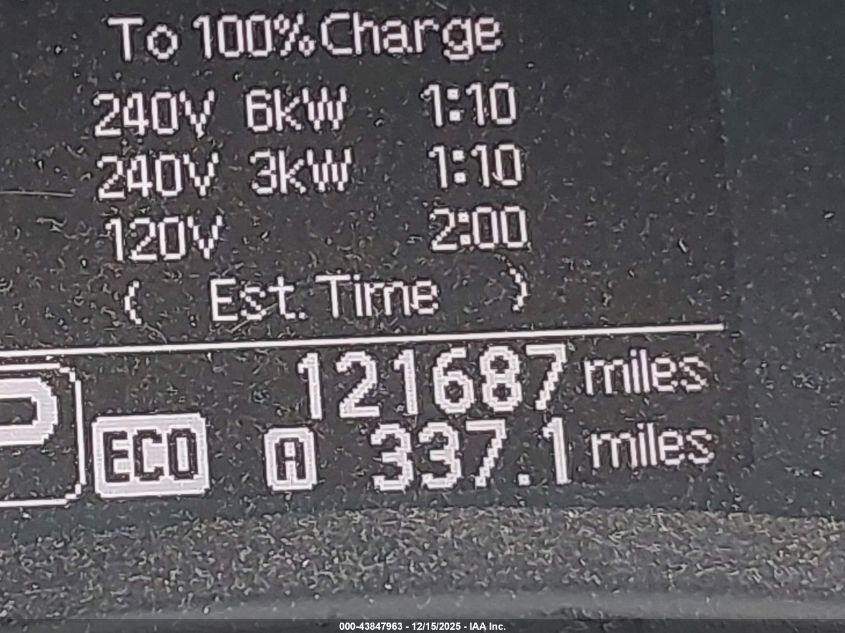 To 100% Charge
240V 6kW 1:10
240V 3kW 1:10
120V 2:00
( Est. Time )
121687 miles
P
ECO A 337.1 miles
000-43847963 - 12/15/2025 - IAA Inc.